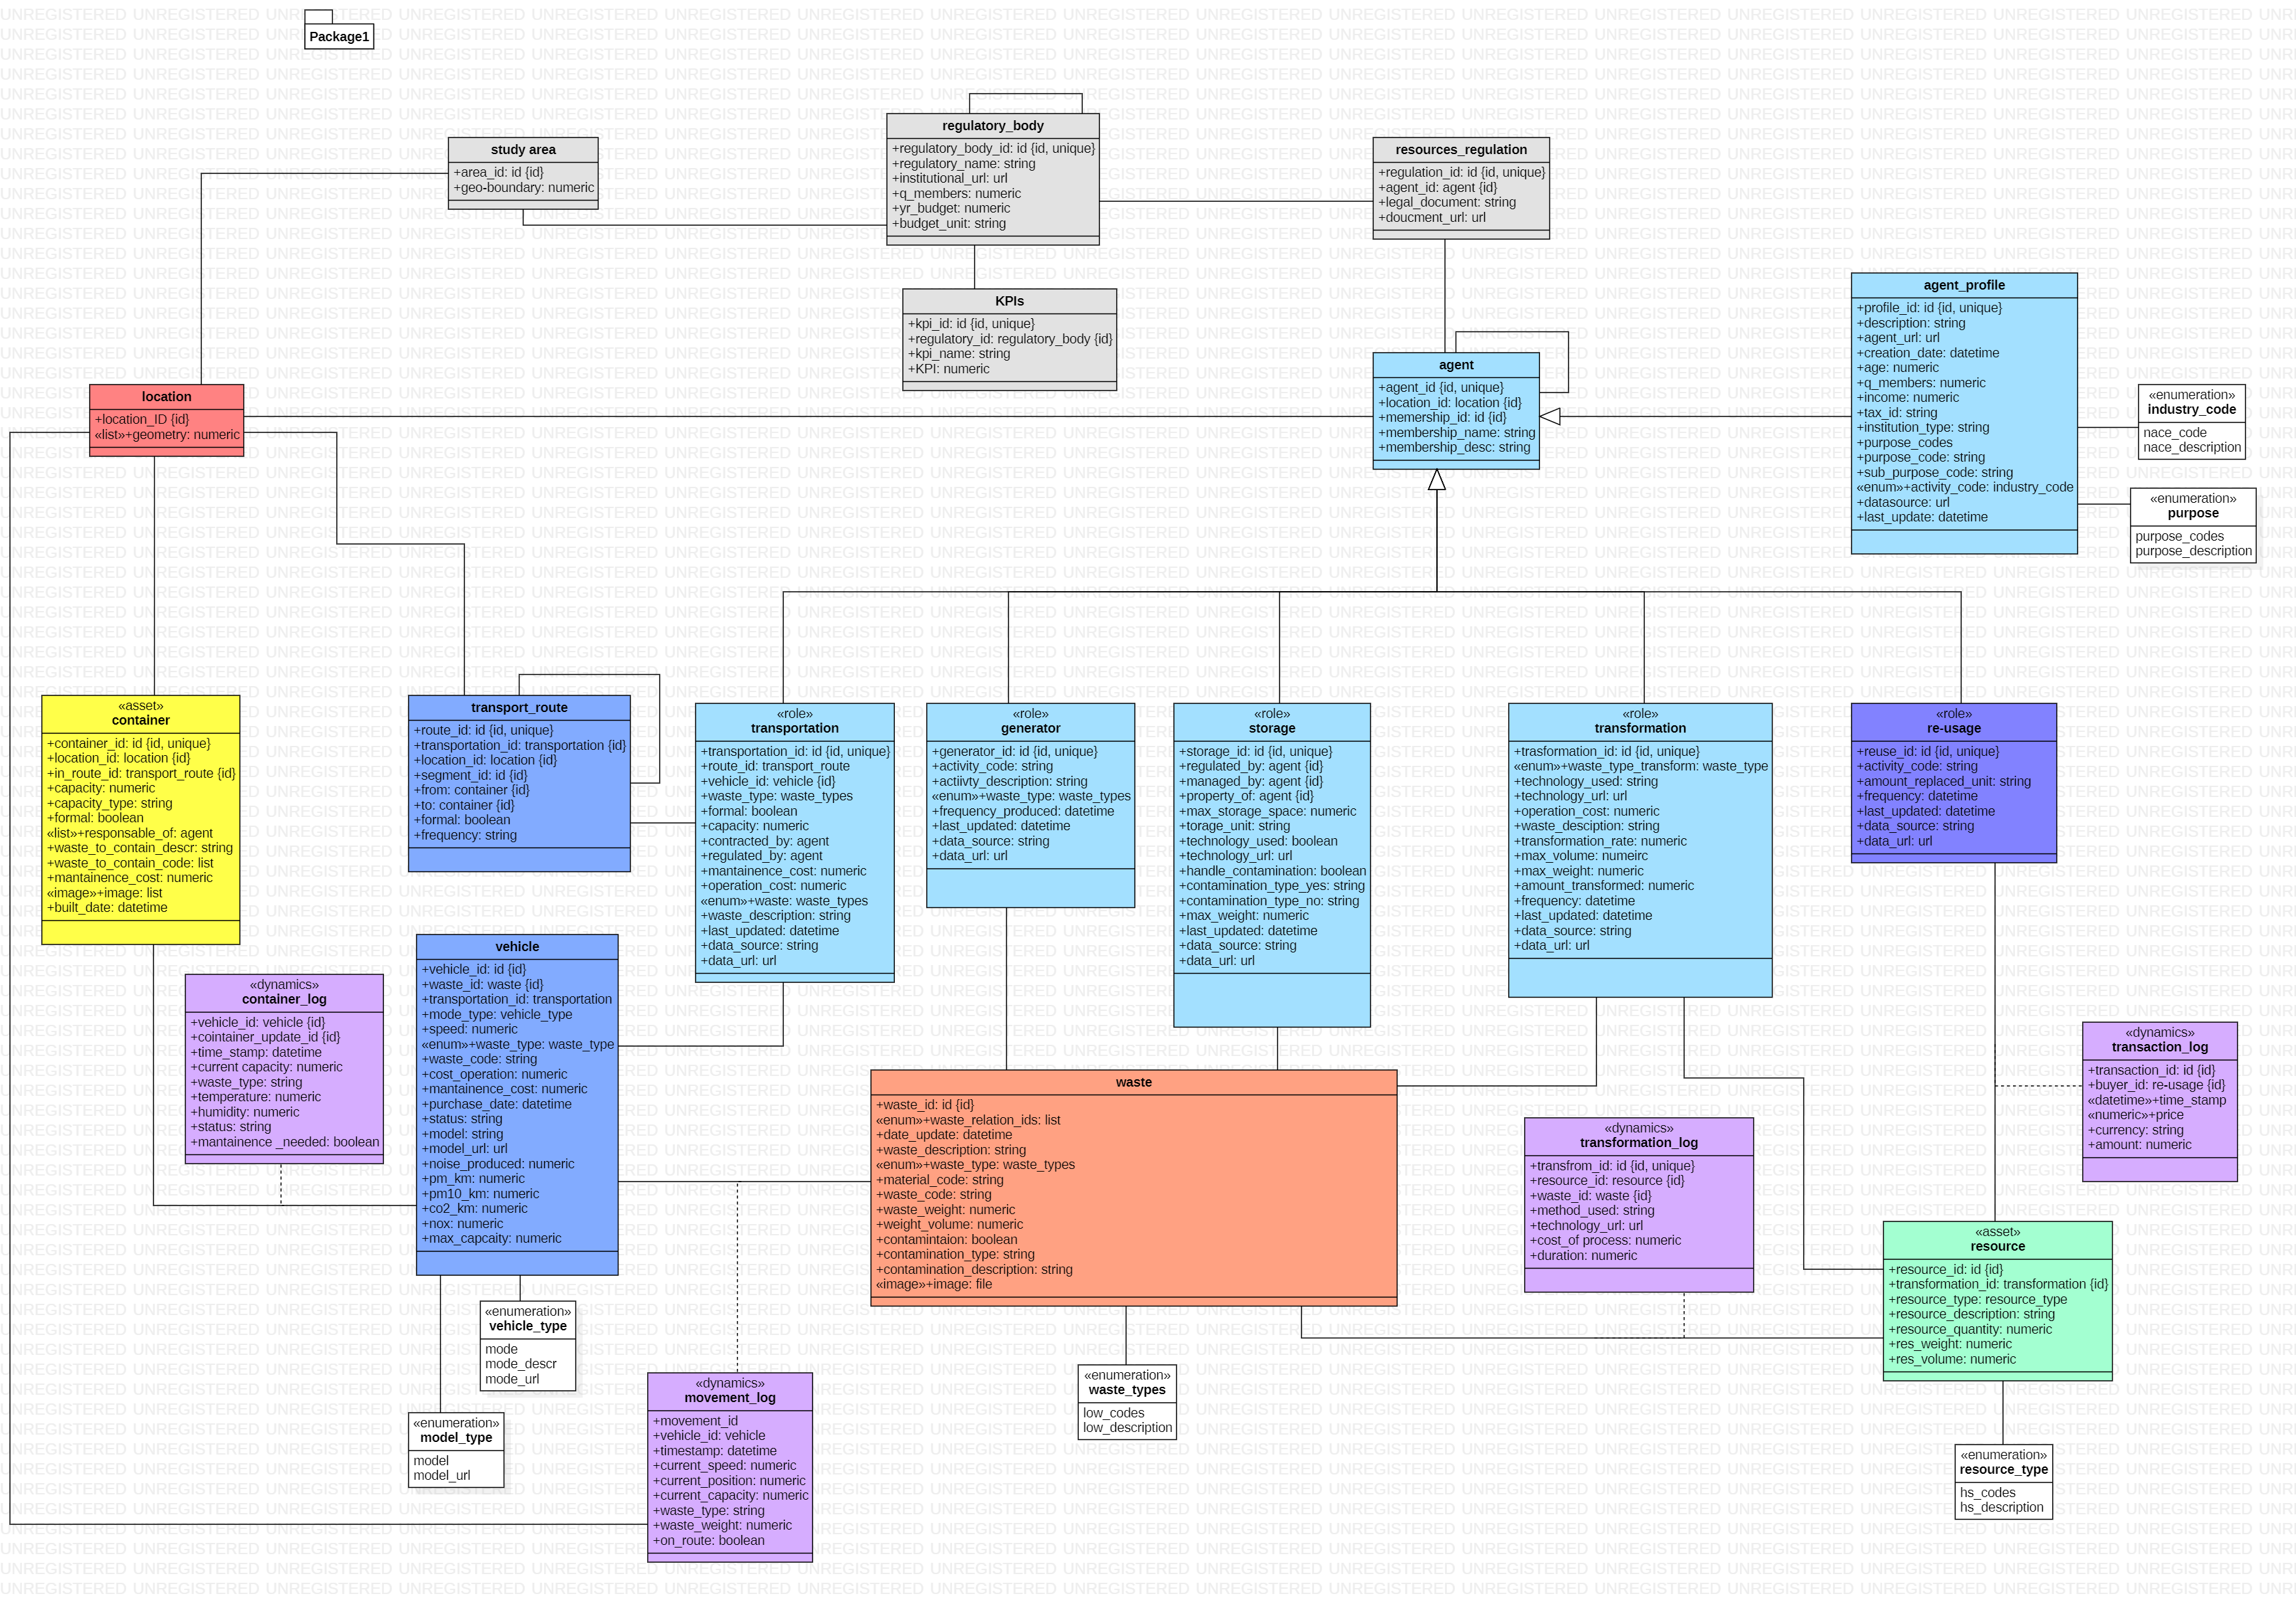 Package1
regulatory_body
+regulatory_body_id: id {id, unique}
+regulatory_name: string
+institutional_url: url
+q_members: numeric
+yr_budget: numeric
+budget_unit: string
study area
+area_id: id {id}
+geo-boundary: numeric
resources_regulation
+regulation_id: id {id, unique}
+agent_id: agent {id}
+legal_document: string
+doucment_url: url
KPIs
+kpi_id: id {id, unique}
+regulatory_id: regulatory_body {id}
+kpi_name: string
+KPI: numeric
agent_profile
+profile_id: id {id, unique}
+description: string
+agent_url: url
+creation_date: datetime
+age: numeric
+q_members: numeric
+income: numeric
+tax_id: string
+institution_type: string
+purpose_codes
+purpose_code: string
+sub_purpose_code: string
«enum»+activity_code: industry_code
+datasource: url
+last_update: datetime
agent
+agent_id {id, unique}
+location_id: location {id}
+memership_id: id {id}
+membership_name: string
+membership_desc: string
«enumeration»
industry_code
nace_code
nace_description
«enumeration»
purpose
purpose_codes
purpose_description
location
+location_ID {id}
«list»+geometry: numeric
«asset»
container
+container_id: id {id, unique}
+location_id: location {id}
+in_route_id: transport_route {id}
+capacity: numeric
+capacity_type: string
+formal: boolean
«list»+responsable_of: agent
+waste_to_contain_descr: string
+waste_to_contain_code: list
+mantainence_cost: numeric
«image»+image: list
+built_date: datetime
transport_route
+route_id: id {id, unique}
+transportation_id: transportation {id}
+location_id: location {id}
+segment_id: id {id}
+from: container {id}
+to: container {id}
+formal: boolean
+frequency: string
«role»
transportation
+transportation_id: id {id, unique}
+route_id: transport_route
+vehicle_id: vehicle {id}
+waste_type: waste_types
+formal: boolean
+capacity: numeric
+contracted_by: agent
+regulated_by: agent
+mantainence_cost: numeric
+operation_cost: numeric
«enum»+waste: waste_types
+waste_description: string
+last_updated: datetime
+data_source: string
+data_url: url
«role»
generator
+generator_id: id {id, unique}
+activity_code: string
+actiivty_description: string
«enum»+waste_type: waste_types
+frequency_produced: datetime
+last_updated: datetime
+data_source: string
+data_url: url
«role»
storage
+storage_id: id {id, unique}
+regulated_by: agent {id}
+managed_by: agent {id}
+property_of: agent {id}
+max_storage_space: numeric
+torage_unit: string
+technology_used: boolean
+technology_url: url
+handle_contamination: boolean
+contamination_type_yes: string
+contamination_type_no: string
+max_weight: numeric
+last_updated: datetime
+data_source: string
+data_url: url
«role»
transformation
+trasformation_id: id {id, unique}
«enum»+waste_type_transform: waste_type
+technology_used: string
+technology_url: url
+operation_cost: numeric
+waste_desciption: string
+transformation_rate: numeric
+max_volume: numeirc
+max_weight: numeric
+amount_transformed: numeric
+frequency: datetime
+last_updated: datetime
+data_source: string
+data_url: url
«role»
re-usage
+reuse_id: id {id, unique}
+activity_code: string
+amount_replaced_unit: string
+frequency: datetime
+last_updated: datetime
+data_source: string
+data_url: url
«dynamics»
container_log
+vehicle_id: vehicle {id}
+cointainer_update_id {id}
+time_stamp: datetime
+current capacity: numeric
+waste_type: string
+temperature: numeric
+humidity: numeric
+status: string
+mantainence _needed: boolean
vehicle
+vehicle_id: id {id}
+waste_id: waste {id}
+transportation_id: transportation
+mode_type: vehicle_type
+speed: numeric
«enum»+waste_type: waste_type
+waste_code: string
+cost_operation: numeric
+mantainence_cost: numeric
+purchase_date: datetime
+status: string
+model: string
+model_url: url
+noise_produced: numeric
+pm_km: numeric
+pm10_km: numeric
+co2_km: numeric
+nox: numeric
+max_capcaity: numeric
«dynamics»
transaction_log
+transaction_id: id {id}
+buyer_id: re-usage {id}
«datetime»+time_stamp
«numeric»+price
+currency: string
+amount: numeric
waste
+waste_id: id {id}
«enum»+waste_relation_ids: list
+date_update: datetime
+waste_description: string
«enum»+waste_type: waste_types
+material_code: string
+waste_code: string
+waste_weight: numeric
+weight_volume: numeric
+contamintaion: boolean
+contamination_type: string
+contamination_description: string
«image»+image: file
«dynamics»
transformation_log
+transfrom_id: id {id, unique}
+resource_id: resource {id}
+waste_id: waste {id}
+method_used: string
+technology_url: url
+cost_of process: numeric
+duration: numeric
«asset»
resource
+resource_id: id {id}
+transformation_id: transformation {id}
+resource_type: resource_type
+resource_description: string
+resource_quantity: numeric
+res_weight: numeric
+res_volume: numeric
«enumeration»
vehicle_type
mode
mode_descr
mode_url
«enumeration»
model_type
model
model_url
«dynamics»
movement_log
+movement_id
+vehicle_id: vehicle
+timestamp: datetime
+current_speed: numeric
+current_position: numeric
+current_capacity: numeric
+waste_type: string
+waste_weight: numeric
+on_route: boolean
«enumeration»
waste_types
low_codes
low_description
«enumeration»
resource_type
hs_codes
hs_description